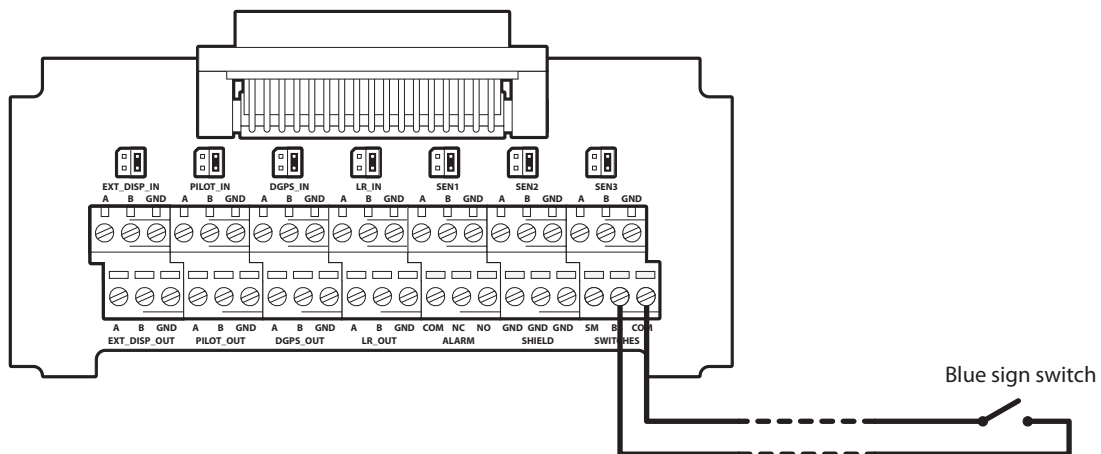 EXT_DISP_IN PILOT_IN DGPS_IN LR_IN SEN1 SEN2 SEN3
A B GND A B GND A B GND A B GND A B GND A B GND A B GND
A B GND A B GND A B GND A B GND COM NC NO GND GND GND SM COM
EXT_DISP_OUT PILOT_OUT DGPS_OUT LR_OUT ALARM SHIELD SWITCHES
Blue sign switch